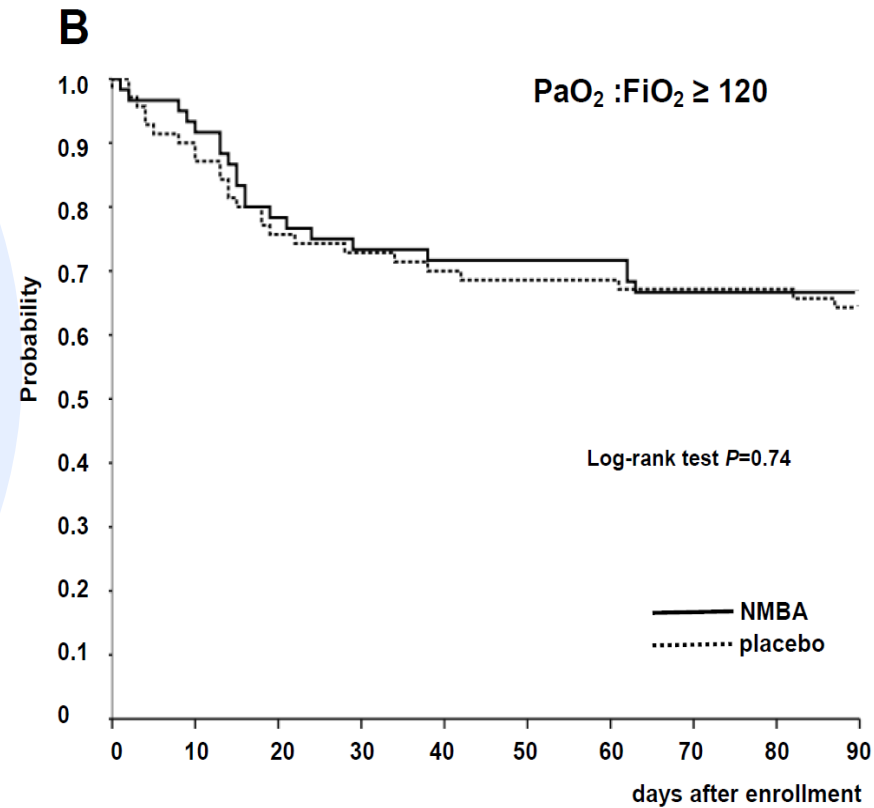 B
PaO₂ :FiO₂ ≥ 120
Probability
1.0
0.9
0.8
0.7
0.6
0.5
0.4
0.3
0.2
0.1
0
Log-rank test P=0.74
NMBA
placebo
0 10 20 30 40 50 60 70 80 90
days after enrollment